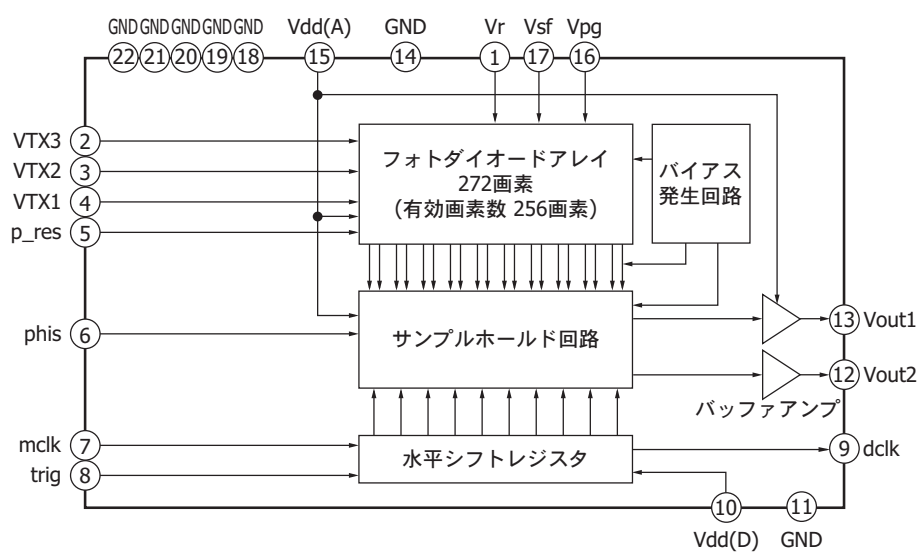 GND GND GND GND GND Vdd(A) GND Vr Vsf Vpg
22 21 20 19 18 15 14 1 17 16
VTX3 2
VTX2 3
VTX1 4
p_res 5
フォトダイオードアレイ
272画素
(有効画素数 256画素)
バイアス
発生回路
phis 6
サンプルホールド回路
13 Vout1
12 Vout2
バッファアンプ
mclk 7
trig 8
水平シフトレジスタ
9 dclk
10 11
Vdd(D) GND